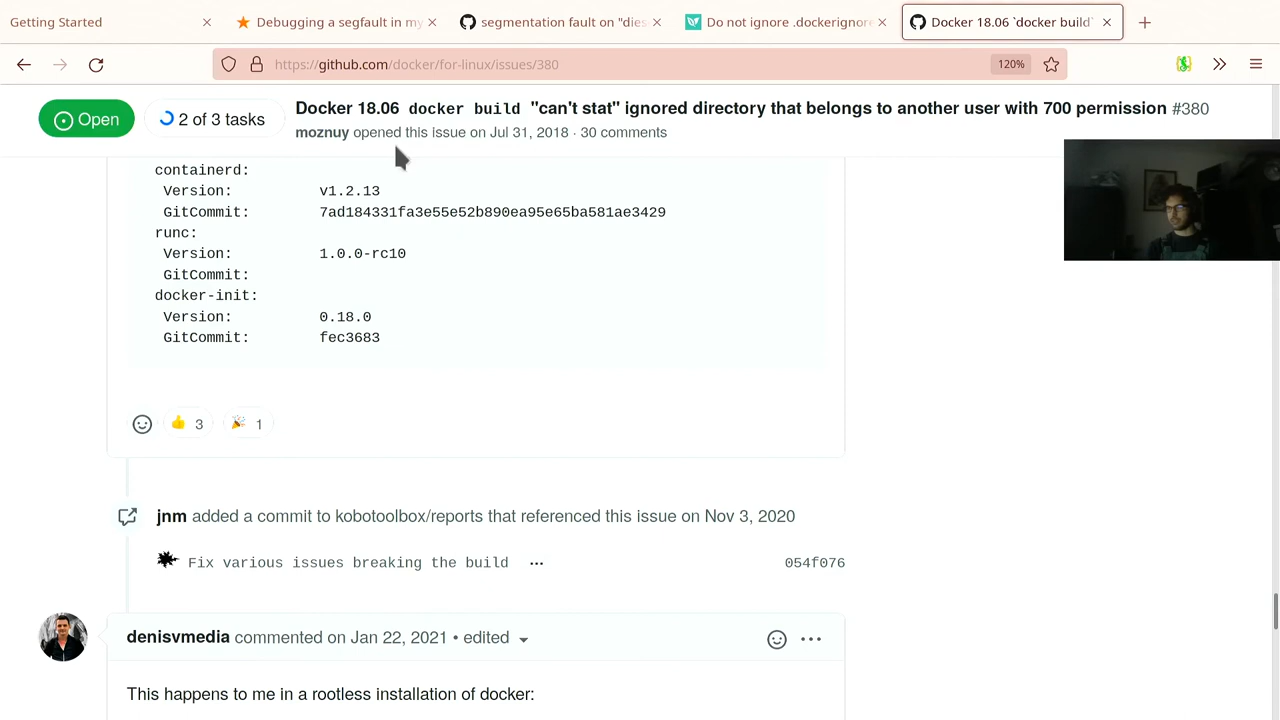 Getting Started
Debugging a segfault in my
segmentation fault on "dies
Do not ignore .dockerignore
Docker 18.06 `docker build`
https://github.com/docker/for-linux/issues/380
120%
Open
2 of 3 tasks
Docker 18.06 docker build "can't stat" ignored directory that belongs to another user with 700 permission #380
moznuy opened this issue on Jul 31, 2018 · 30 comments
containerd:
Version: v1.2.13
GitCommit: 7ad184331fa3e55e52b890ea95e65ba581ae3429
runc:
Version: 1.0.0-rc10
GitCommit:
docker-init:
Version: 0.18.0
GitCommit: fec3683
3
1
jnm added a commit to kobotoolbox/reports that referenced this issue on Nov 3, 2020
Fix various issues breaking the build ... 054f076
denisvmedia commented on Jan 22, 2021 • edited
This happens to me in a rootless installation of docker: